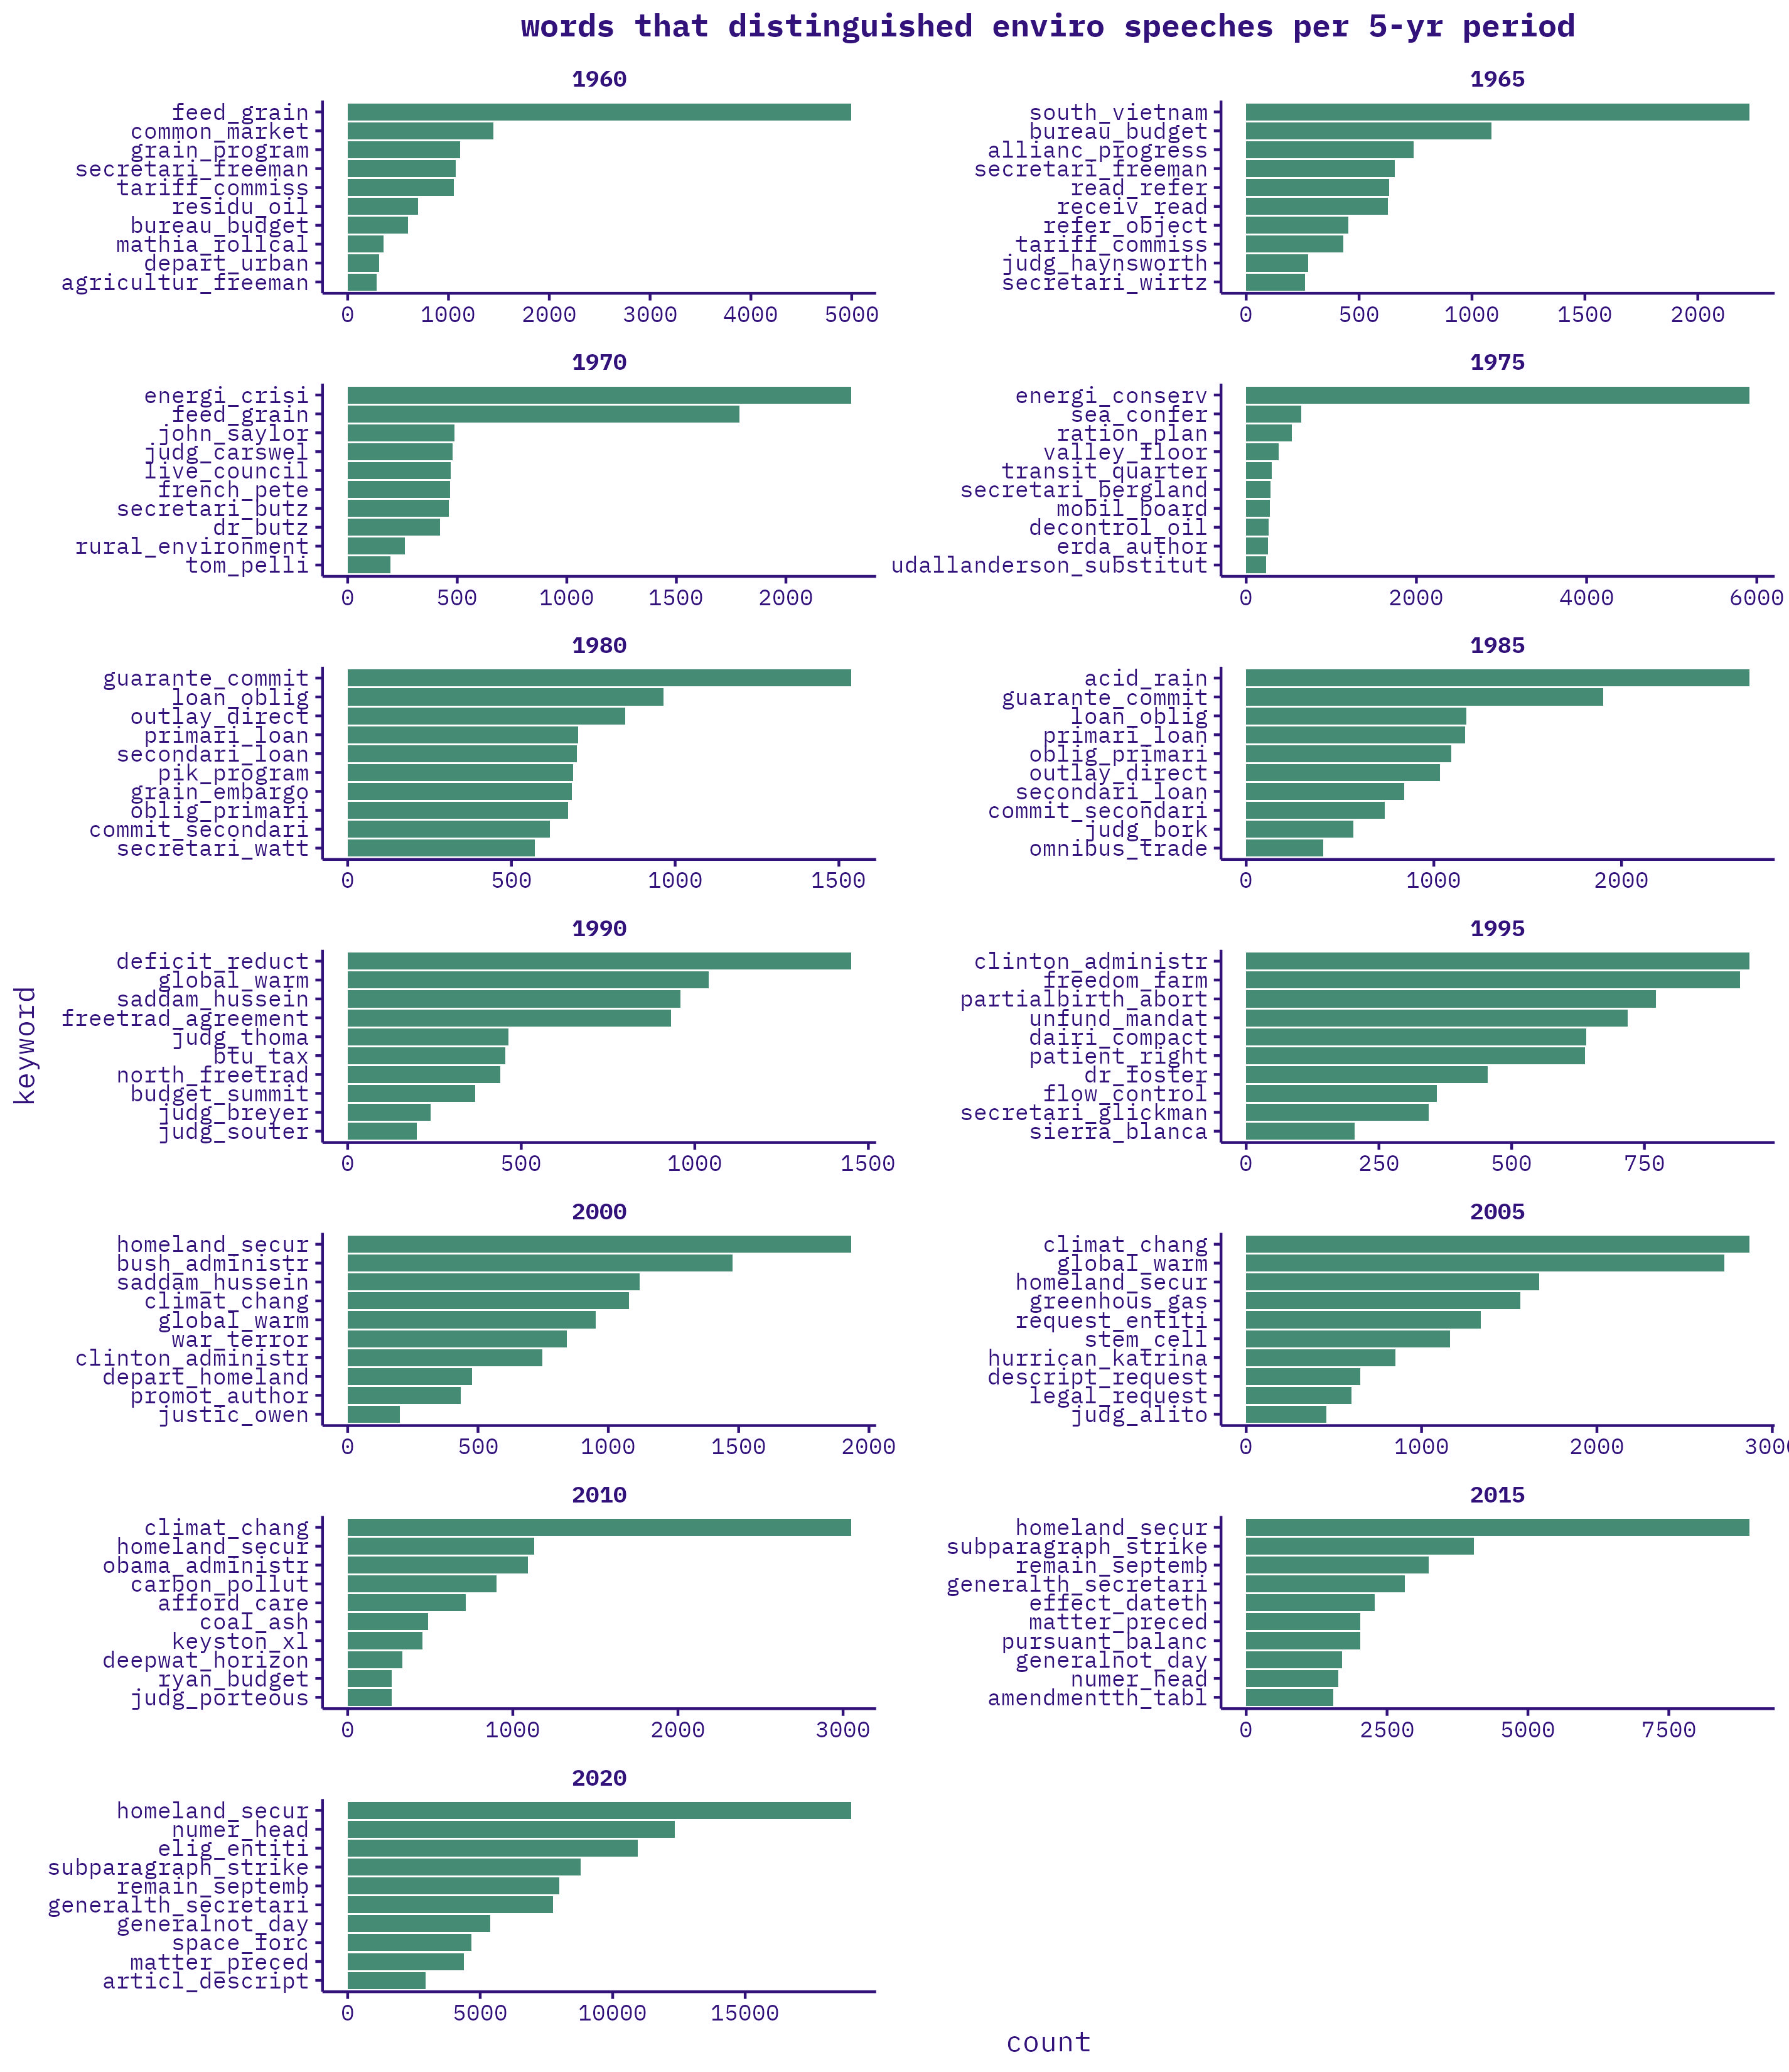 words that distinguished enviro speeches per 5-yr period
1960
feed_grain
common_market
grain_program
secretari_freeman
tariff_commiss
residu_oil
bureau_budget
mathia_rollcal
depart_urban
agricultur_freeman
0 1000 2000 3000 4000 5000
1965
south_vietnam
bureau_budget
allianc_progress
secretari_freeman
read_refer
receiv_read
refer_object
tariff_commiss
judg_haynsworth
secretari_wirtz
0 500 1000 1500 2000
1970
energi_crisi
feed_grain
john_saylor
judg_carswel
live_council
french_pete
secretari_butz
dr_butz
rural_environment
tom_pelli
0 500 1000 1500 2000
1975
energi_conserv
sea_confer
ration_plan
valley_floor
transit_quarter
secretari_bergland
mobil_board
decontrol_oil
erda_author
udallanderson_substitut
0 2000 4000 6000
1980
guarante_commit
loan_oblig
outlay_direct
primari_loan
secondari_loan
pik_program
grain_embargo
oblig_primari
commit_secondari
secretari_watt
0 500 1000 1500
1985
acid_rain
guarante_commit
loan_oblig
primari_loan
oblig_primari
outlay_direct
secondari_loan
commit_secondari
judg_bork
omnibus_trade
0 1000 2000
1990
deficit_reduct
global_warm
saddam_hussein
freetrad_agreement
judg_thoma
btu_tax
north_freetrad
budget_summit
judg_breyer
judg_souter
0 500 1000 1500
1995
clinton_administr
freedom_farm
partialbirth_abort
unfund_mandat
dairi_compact
patient_right
dr_foster
flow_control
secretari_glickman
sierra_blanca
0 250 500 750
2000
homeland_secur
bush_administr
saddam_hussein
climat_chang
global_warm
war_terror
clinton_administr
depart_homeland
promot_author
justic_owen
0 500 1000 1500 2000
2005
climat_chang
global_warm
homeland_secur
greenhous_gas
request_entiti
stem_cell
hurrican_katrina
descript_request
legal_request
judg_alito
0 1000 2000 3000
2010
climat_chang
homeland_secur
obama_administr
carbon_pollut
afford_care
coal_ash
keyston_xl
deepwat_horizon
ryan_budget
judg_porteous
0 1000 2000 3000
2015
homeland_secur
subparagraph_strike
remain_septemb
generalth_secretari
effect_dateth
matter_preced
pursuant_balanc
generalnot_day
numer_head
amendmentth_tabl
0 2500 5000 7500
2020
homeland_secur
numer_head
elig_entiti
subparagraph_strike
remain_septemb
generalth_secretari
generalnot_day
space_forc
matter_preced
articl_descript
0 5000 10000 15000
keyword
count